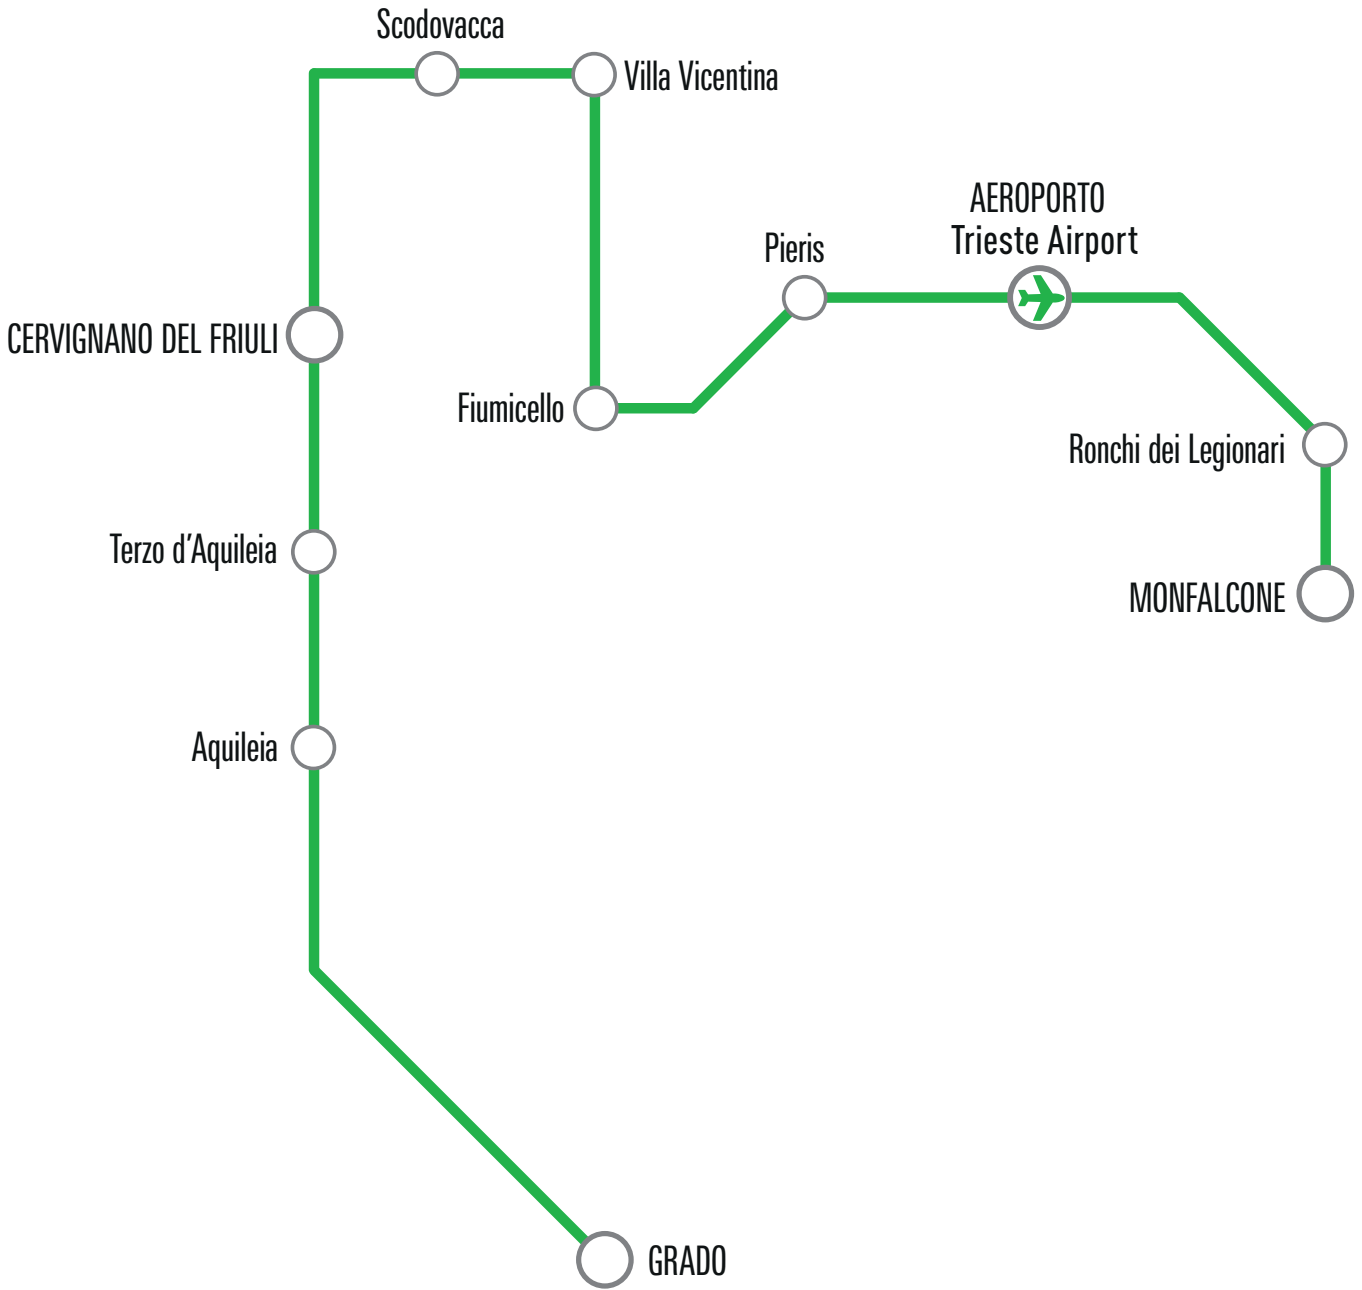 Scodovacca
Villa Vicentina
AEROPORTO
Trieste Airport
Pieris
CERVIGNANO DEL FRIULI
Fiumicello
Ronchi dei Legionari
Terzo d'Aquileia
MONFALCONE
Aquileia
GRADO